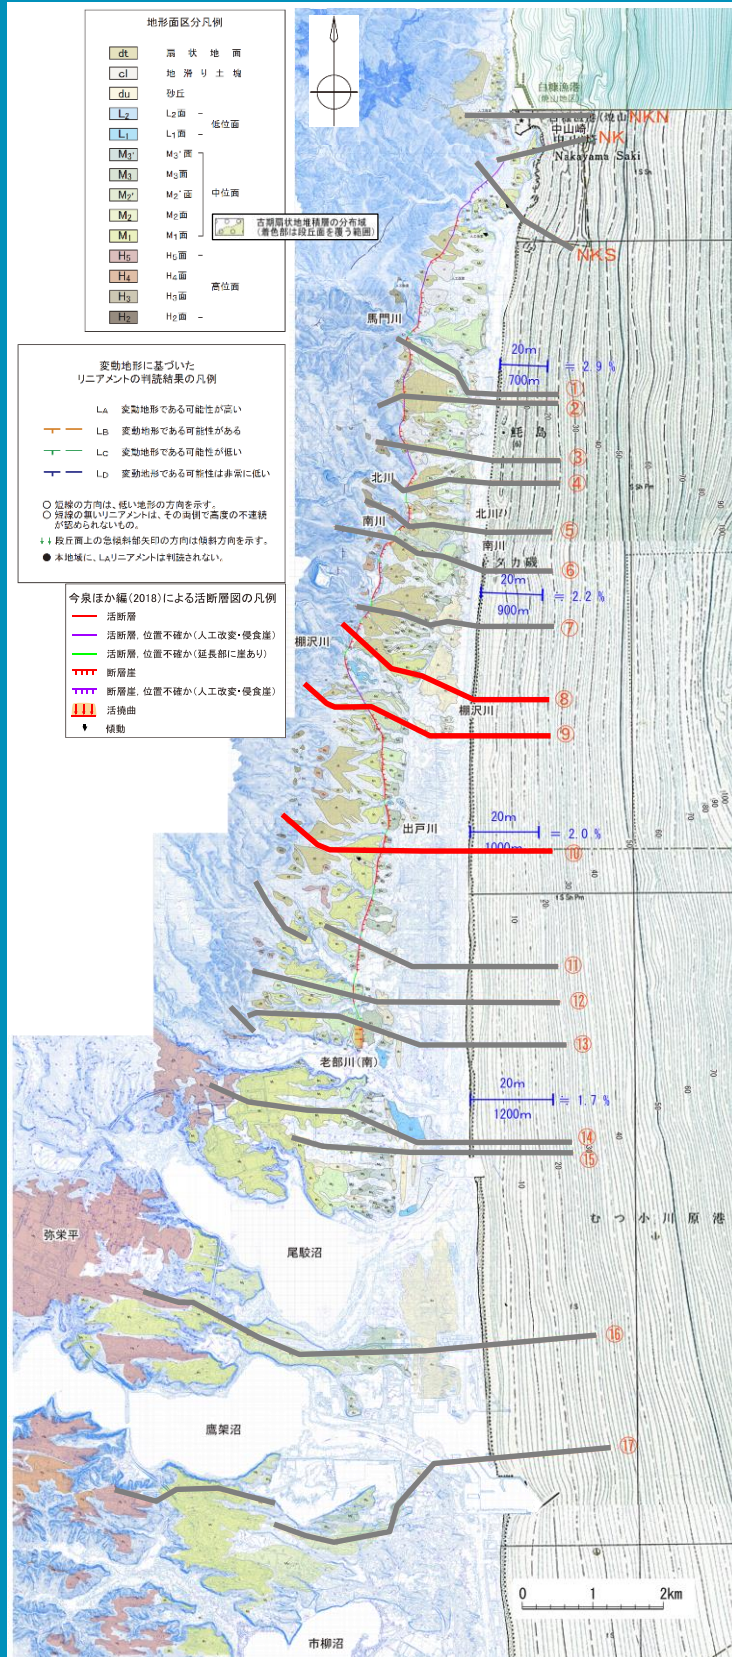 地形面区分凡例
dt 扇状地面
cl 地滑り土塊
du 砂丘
L2 L2面
L1 L1面
低位面
M3' M3'面
M3 M3面
M2' M2'面
M2 M2面
M1 M1面
中位面
H5 H5面
H4 H4面
H3 H3面
H2 H2面
高位面
古期扇状地堆積層の分布域
(着色部は段丘面を覆う範囲)
変動地形に基づいた
リニアメントの判読結果の凡例
LA 変動地形である可能性が高い
LB 変動地形である可能性がある
LC 変動地形である可能性が低い
LD 変動地形である可能性は非常に低い
○ 短線の方向は、低い地形の方向を示す。
○ 短線の無いリニアメントは、その両側で高度の不連続
が認められないもの。
↓↓ 段丘面上の急傾斜部矢印の方向は傾斜方向を示す。
● 本地域に、LAリニアメントは判読されない。
今泉ほか編(2018)による活断層図の凡例
活断層
活断層, 位置不確か(人工改変・侵食崖)
活断層, 位置不確か(延長部に崖あり)
断層崖
断層崖, 位置不確か(人工改変・侵食崖)
活撓曲
傾動
白糠漁港
(焼山地区)
NKN
中山崎
NK
Nakayama Saki
NKS
馬門川
20m
700m
≒ 2.9 %
①
②
③
④
北川
⑤
南川
南川
タカ磯
⑥
20m
900m
≒ 2.2 %
⑦
棚沢川
⑧
棚沢川
⑨
出戸川
20m
1000m
= 2.0 %
⑩
⑪
⑫
⑬
老部川(南)
20m
1200m
≒ 1.7 %
⑭
⑮
むつ小川原港
弥栄平
尾駮沼
⑯
鷹架沼
⑰
0 1 2km
市柳沼